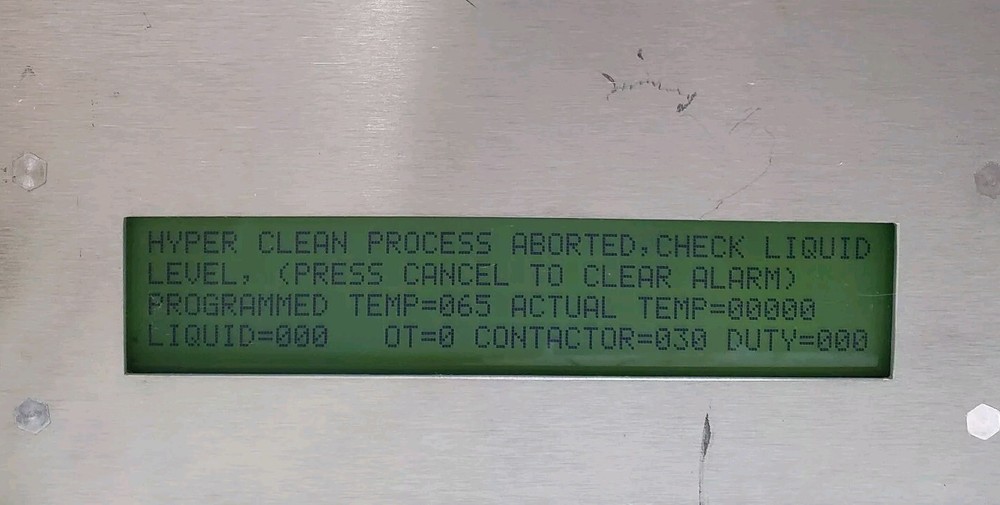 HYPER CLEAN PROCESS ABORTED,CHECK LIQUID
LEVEL, (PRESS CANCEL TO CLEAR ALARM)
PROGRAMMED TEMP=065 ACTUAL TEMP=00000
LIQUID=000 OT=0 CONTACTOR=030 DUTY=000